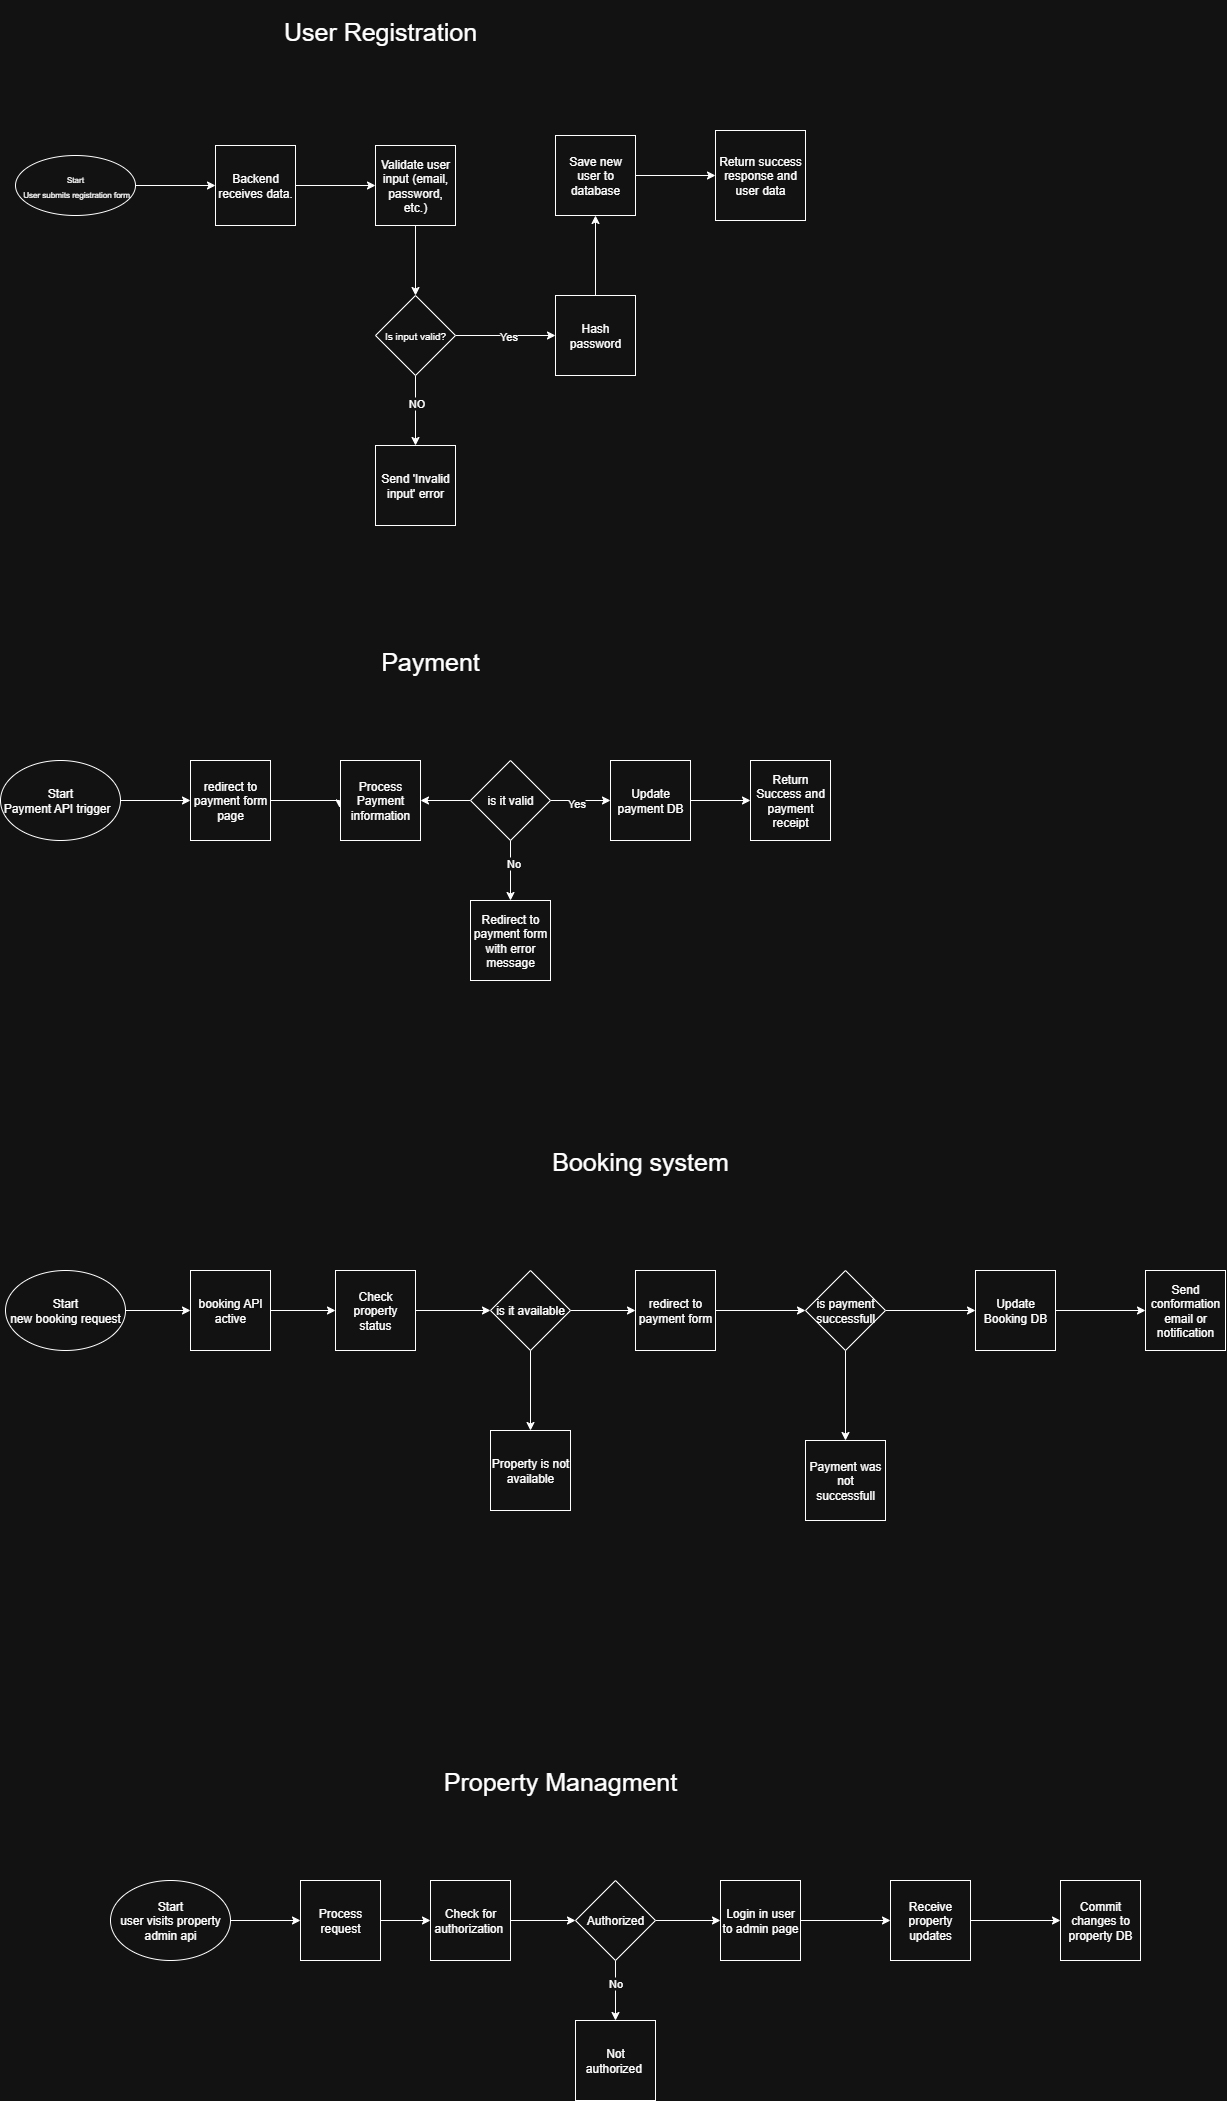 User Registration
Start
User submits registration form
Backend
receives data.
Validate user
input (email,
password,
etc.)
Save new
user to
database
Return success
response and
user data
Is input valid?
Yes
Hash
password
NO
Send 'Invalid
input' error
Payment
Start
Payment API trigger
redirect to
payment form
page
Process
Payment
information
is it valid
Yes
Update
payment DB
Return
Success and
payment
receipt
No
Redirect to
payment form
with error
message
Booking system
Start
new booking request
booking API
active
Check
property
status
is it available
redirect to
payment form
is payment
successfull
Update
Booking DB
Send
conformation
email or
notification
Property is not
available
Payment was
not
successfull
Property Managment
Start
user visits property
admin api
Process
request
Check for
authorization
Authorized
Login in user
to admin page
Receive
property
updates
Commit
changes to
property DB
No
Not
authorized